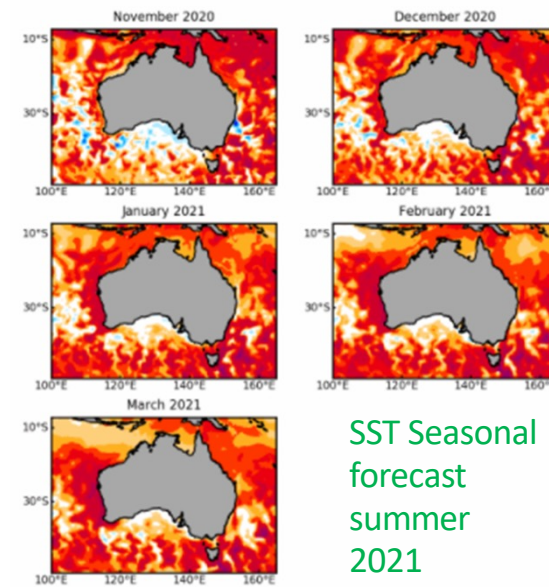 November 2020
December 2020
10°S
30°S
100°E 120°E 140°E 160°E
10°S
30°S
100°E 120°E 140°E 160°E
January 2021
February 2021
10°S
30°S
100°E 120°E 140°E 160°E
10°S
30°S
100°E 120°E 140°E 160°E
March 2021
10°S
30°S
100°E 120°E 140°E 160°E
SST Seasonal
forecast
summer
2021